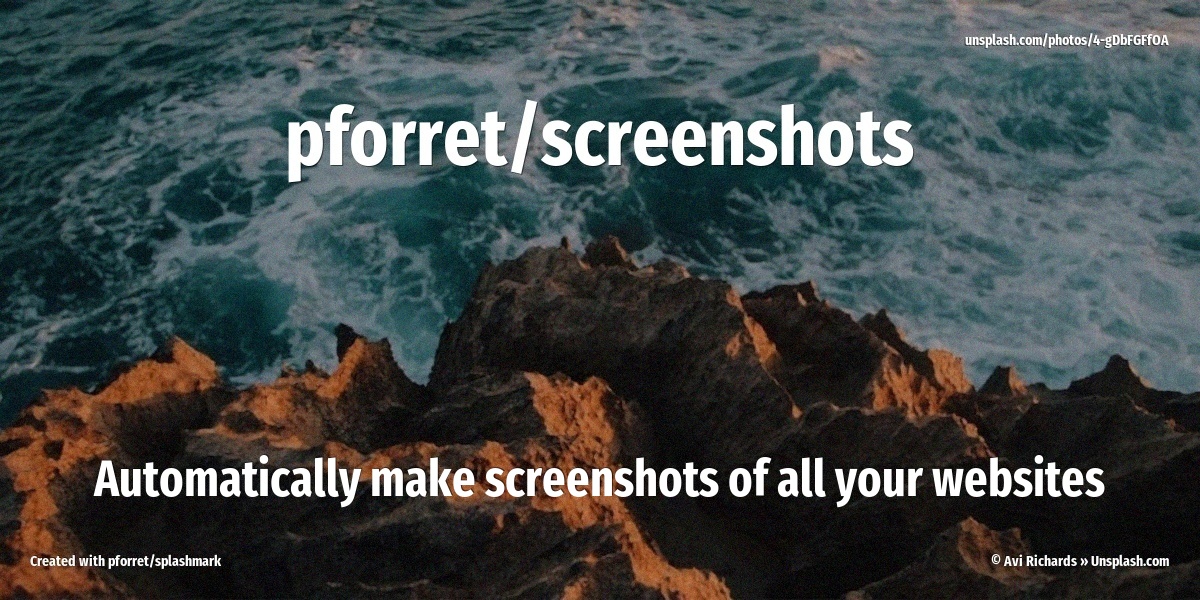 unsplash.com/photos/4-gDbFGFfOA
pforret/screenshots
Automatically make screenshots of all your websites
Created with pforret/splashmark
© Avi Richards » Unsplash.com